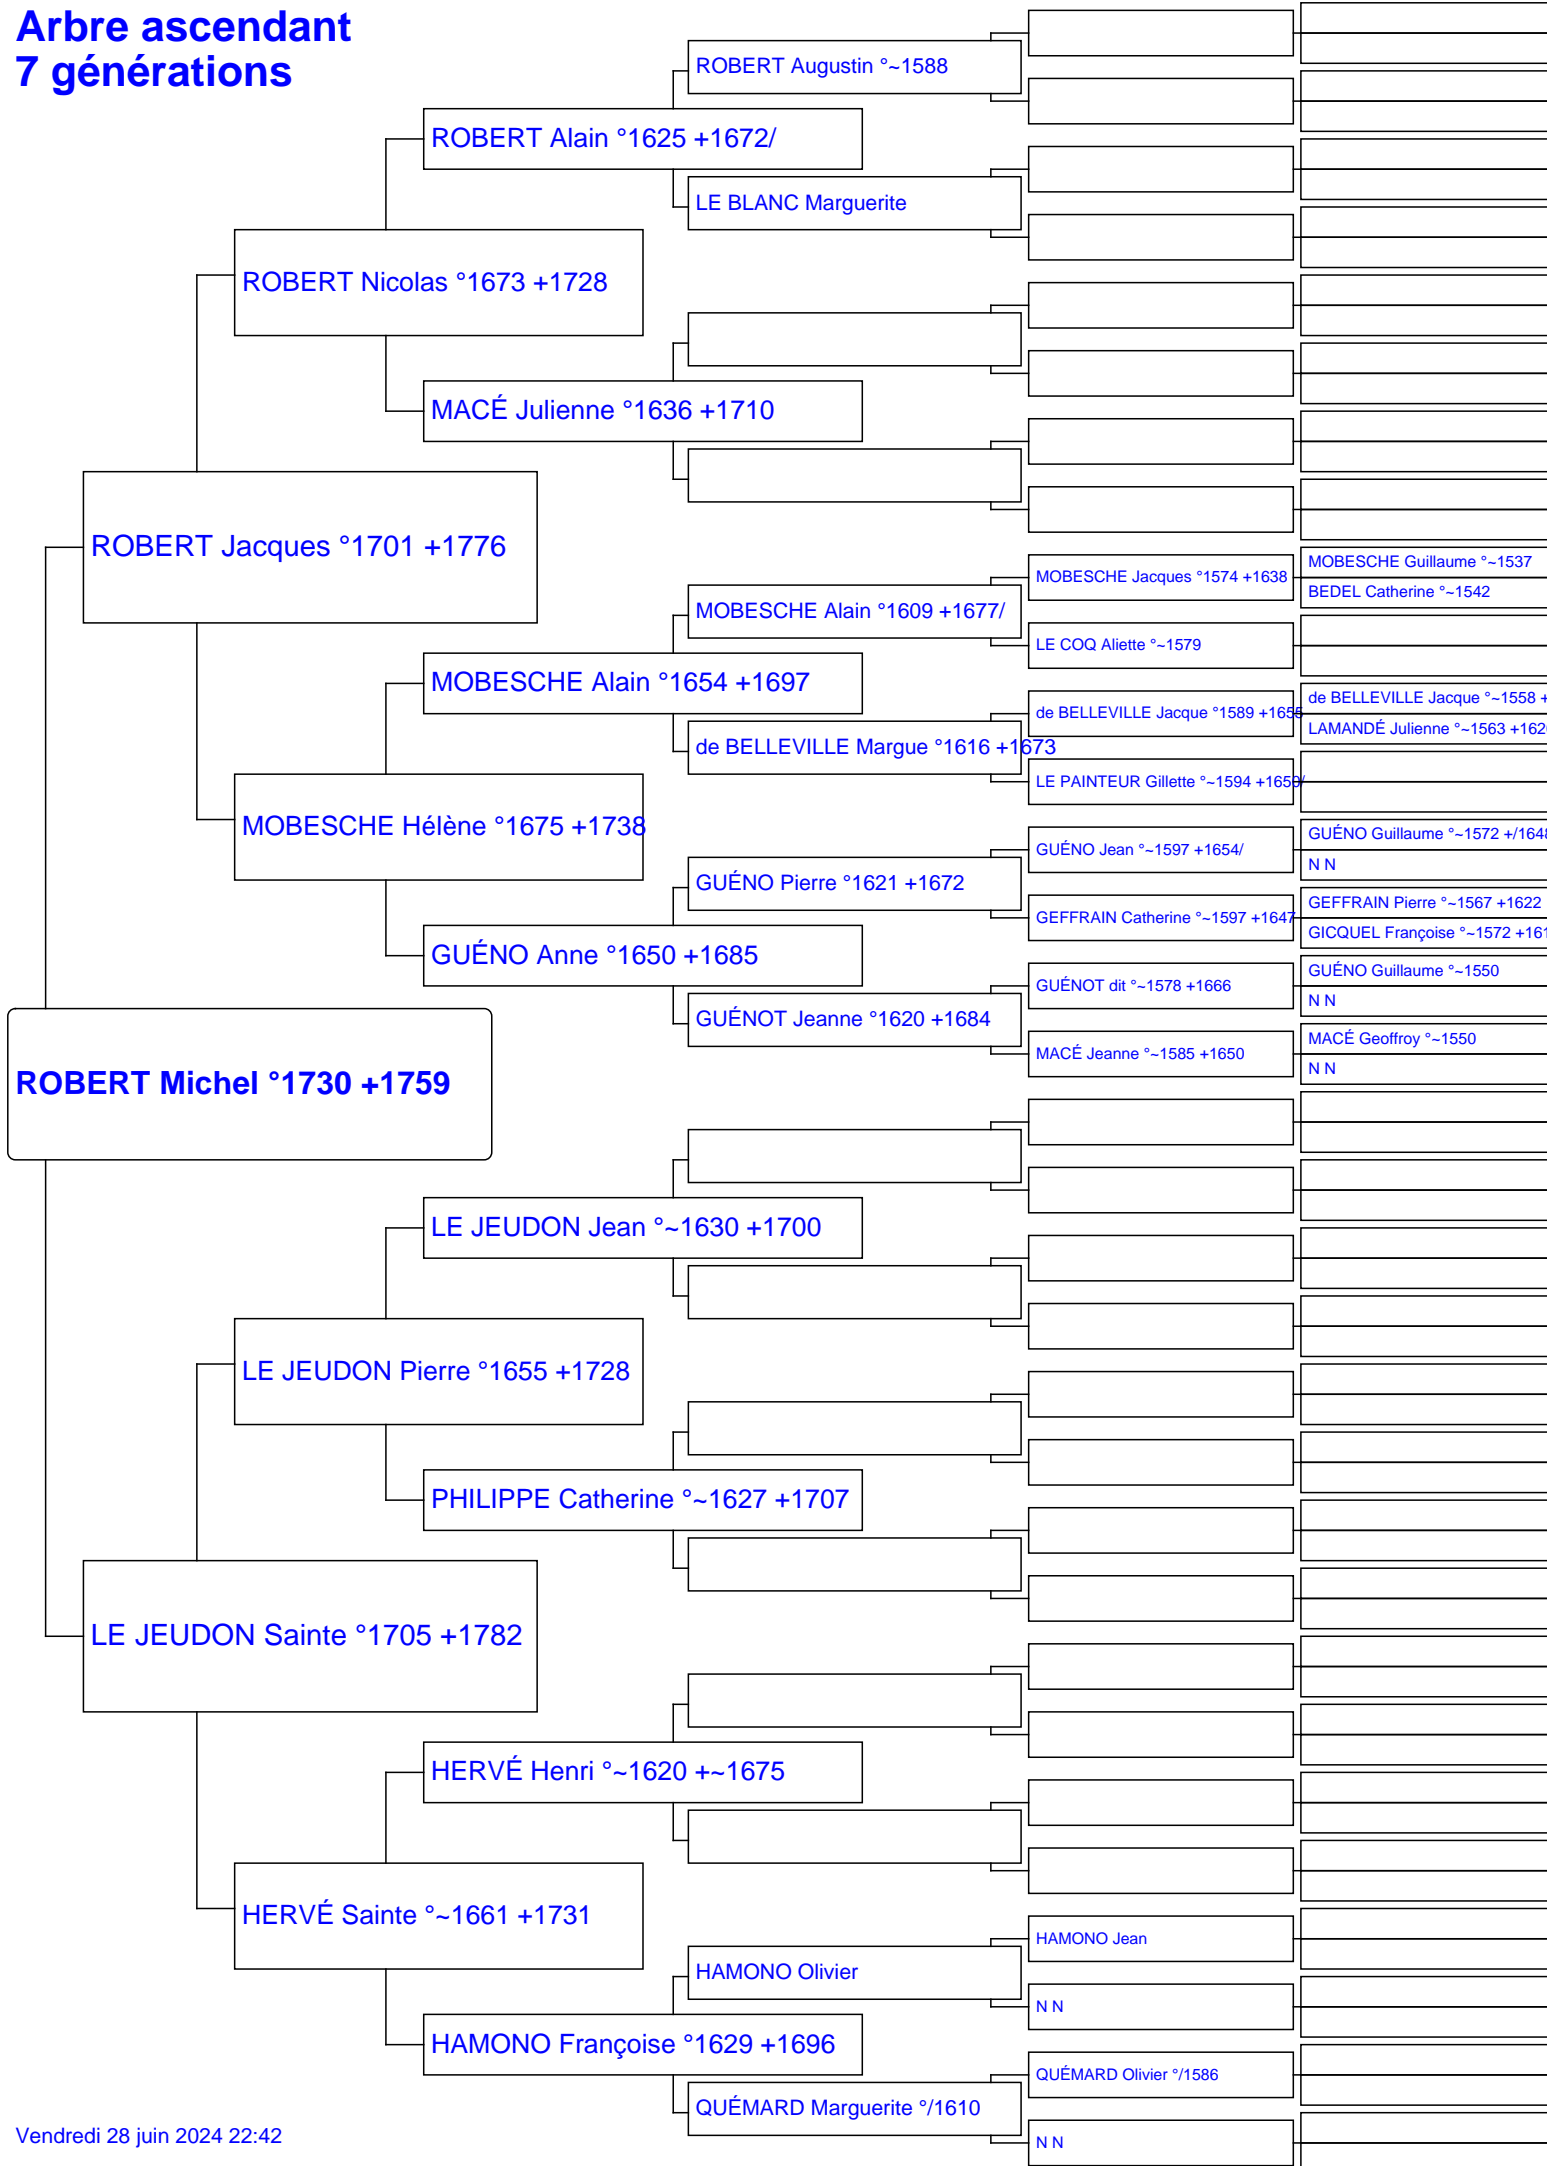 Arbre ascendant
7 générations
ROBERT Augustin °~1588
ROBERT Alain °1625 +1672/
LE BLANC Marguerite
ROBERT Nicolas °1673 +1728
MACÉ Julienne °1636 +1710
ROBERT Jacques °1701 +1776
MOBESCHE Guillaume °~1537
MOBESCHE Jacques °1574 +1638
BEDEL Catherine °~1542
MOBESCHE Alain °1609 +1677/
LE COQ Aliette °~1579
MOBESCHE Alain °1654 +1697
de BELLEVILLE Jacque °~1558 +
de BELLEVILLE Jacque °1589 +1655
LAMANDÉ Julienne °~1563 +162
de BELLEVILLE Margue °1616 +1673
LE PAINTEUR Gillette °~1594 +1650/
MOBESCHE Hélène °1675 +1738
GUÉNO Guillaume °~1572 +/1648
GUÉNO Jean °~1597 +1654/
N N
GUÉNO Pierre °1621 +1672
GEFFRAIN Pierre °~1567 +1622
GEFFRAIN Catherine °~1597 +1647
GICQUEL Françoise °~1572 +161
GUÉNO Anne °1650 +1685
GUÉNO Guillaume °~1550
GUÉNOT dit °~1578 +1666
N N
GUÉNOT Jeanne °1620 +1684
MACÉ Geoffroy °~1550
MACÉ Jeanne °~1585 +1650
N N
ROBERT Michel °1730 +1759
LE JEUDON Jean °~1630 +1700
LE JEUDON Pierre °1655 +1728
PHILIPPE Catherine °~1627 +1707
LE JEUDON Sainte °1705 +1782
HERVÉ Henri °~1620 +~1675
HERVÉ Sainte °~1661 +1731
HAMONO Jean
HAMONO Olivier
N N
HAMONO Françoise °1629 +1696
QUÉMARD Olivier °/1586
QUÉMARD Marguerite °/1610
N N
Vendredi 28 juin 2024 22:42